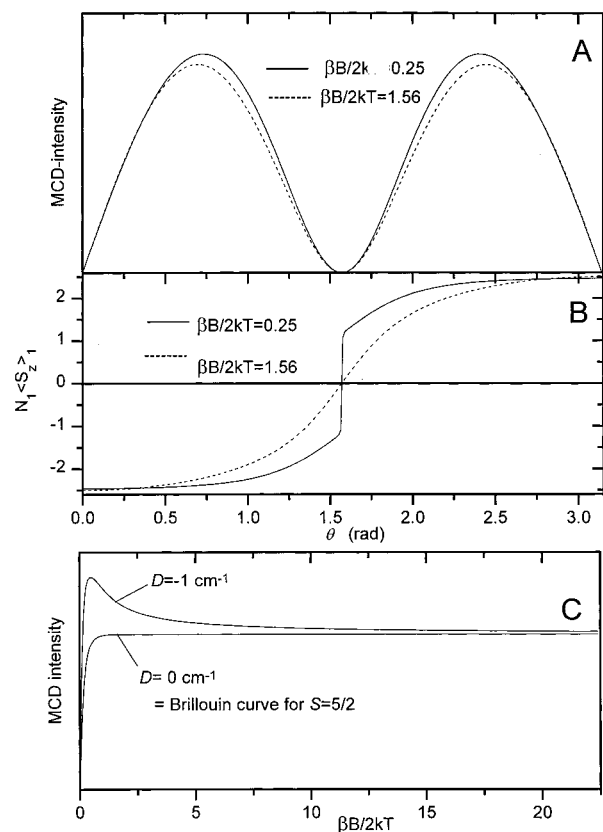 A
βB/2k 0.25
βB/2kT=1.56
MCD-intensity
B
βB/2kT=0.25
βB/2kT=1.56
N1<Sz>1
2
1
0
-1
-2
0.0 0.5 1.0 1.5 2.0 2.5 3.0
θ (rad)
C
D=-1 cm-1
D= 0 cm-1
= Brillouin curve for S=5/2
MCD intensity
0 5 10 15 20
βB/2kT